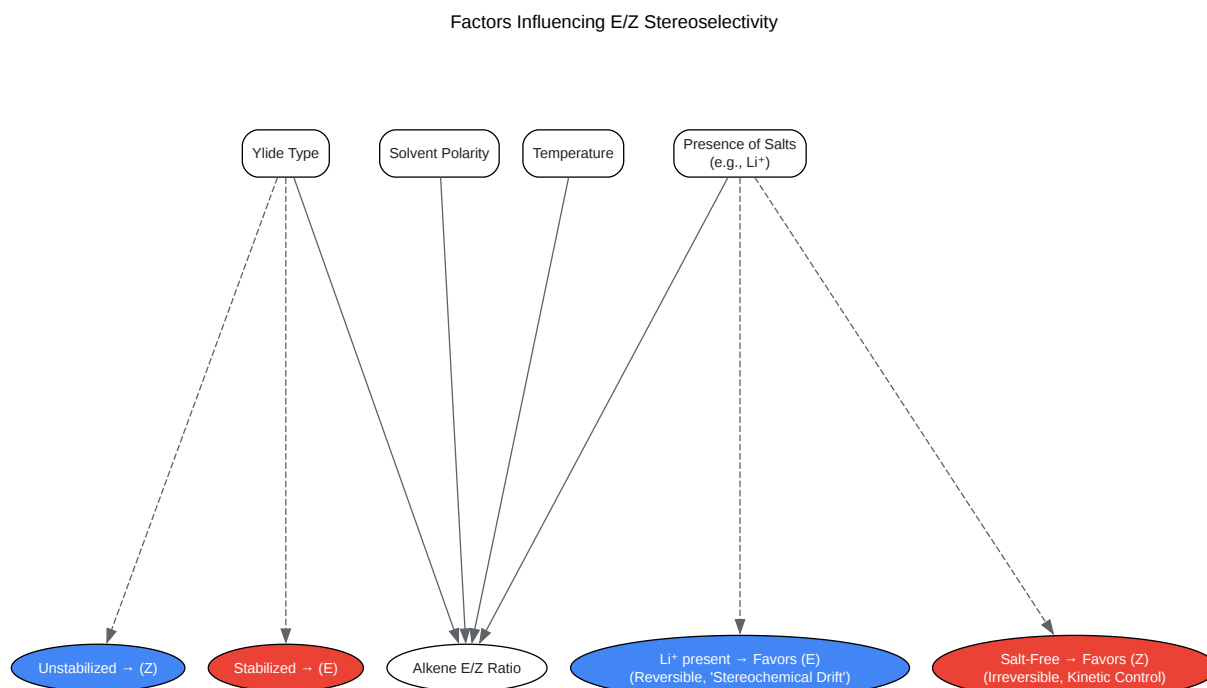 Factors Influencing E/Z Stereoselectivity
Ylide Type
Solvent Polarity
Temperature
Presence of Salts
(e.g., Li⁺)
Unstabilized → (Z)
Stabilized → (E)
Alkene E/Z Ratio
Li⁺ present → Favors (E)
(Reversible, 'Stereochemical Drift')
Salt-Free → Favors (Z)
(Irreversible, Kinetic Control)